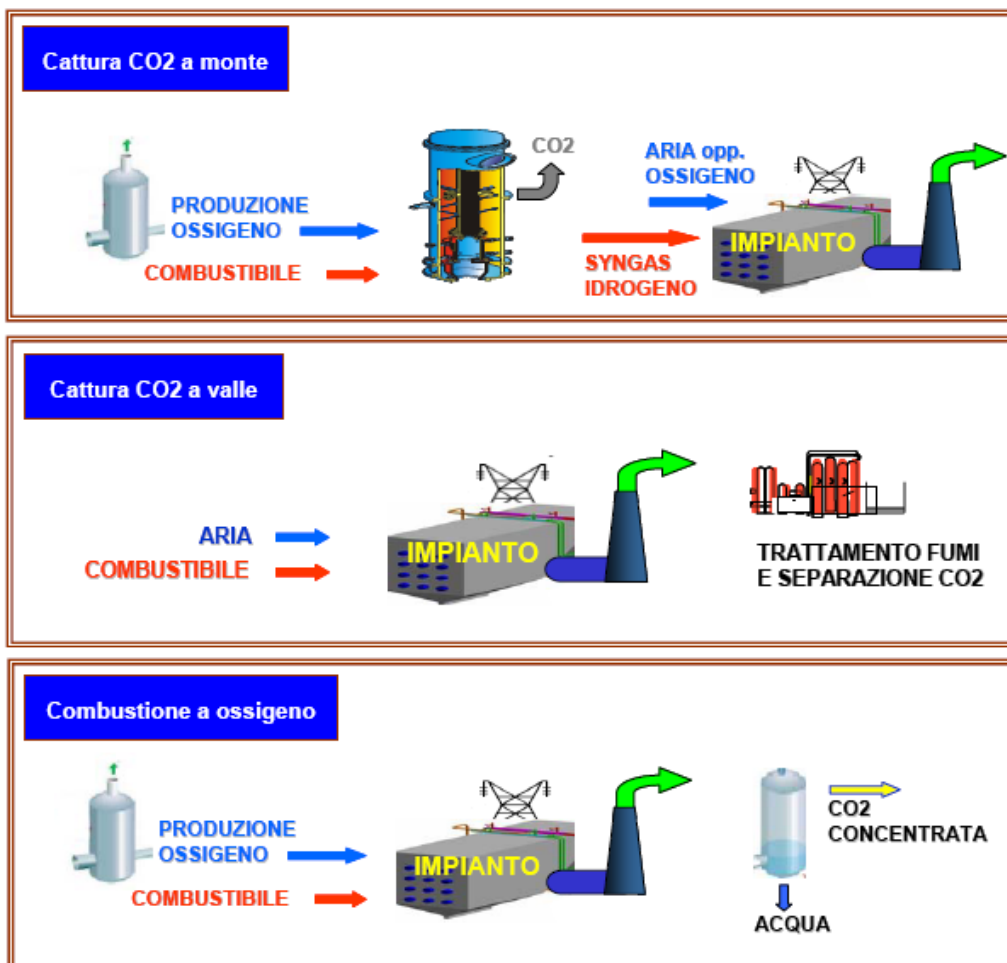 Cattura CO2 a monte
CO2
ARIA opp.
OSSIGENO
PRODUZIONE
OSSIGENO
COMBUSTIBILE
SYNGAS
IDROGENO
IMPIANTO
Cattura CO2 a valle
ARIA
COMBUSTIBILE
IMPIANTO
TRATTAMENTO FUMI
E SEPARAZIONE CO2
Combustione a ossigeno
PRODUZIONE
OSSIGENO
COMBUSTIBILE
IMPIANTO
CO2
CONCENTRATA
ACQUA